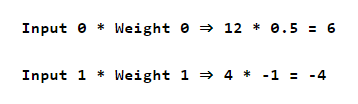 Input 0 * Weight 0 ⇒ 12 * 0.5 = 6
Input 1 * Weight 1 ⇒ 4 * -1 = -4